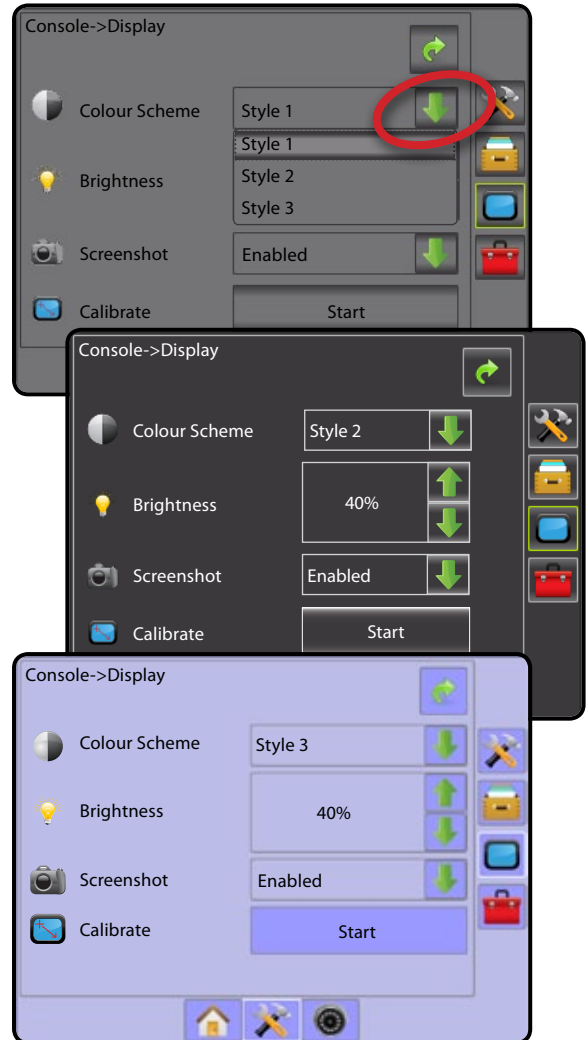 Console->Display
Colour Scheme Style 1
Style 1
Brightness Style 2
Style 3
Screenshot Enabled
Calibrate Start
Console->Display
Colour Scheme Style 2
Brightness 40%
Screenshot Enabled
Calibrate Start
Console->Display
Colour Scheme Style 3
Brightness 40%
Screenshot Enabled
Calibrate Start